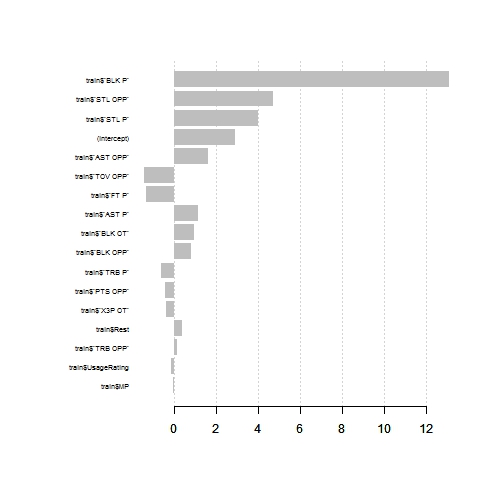 train$`BLK P`
train$`STL OPP`
train$`STL P`
(Intercept)
train$`AST OPP`
train$`TOV OPP`
train$`FT P`
train$`AST P`
train$`BLK OT`
train$`BLK OPP`
train$`TRB P`
train$`PTS OPP`
train$`X3P OT`
train$Rest
train$`TRB OPP`
train$UsageRating
train$MP
0 2 4 6 8 10 12